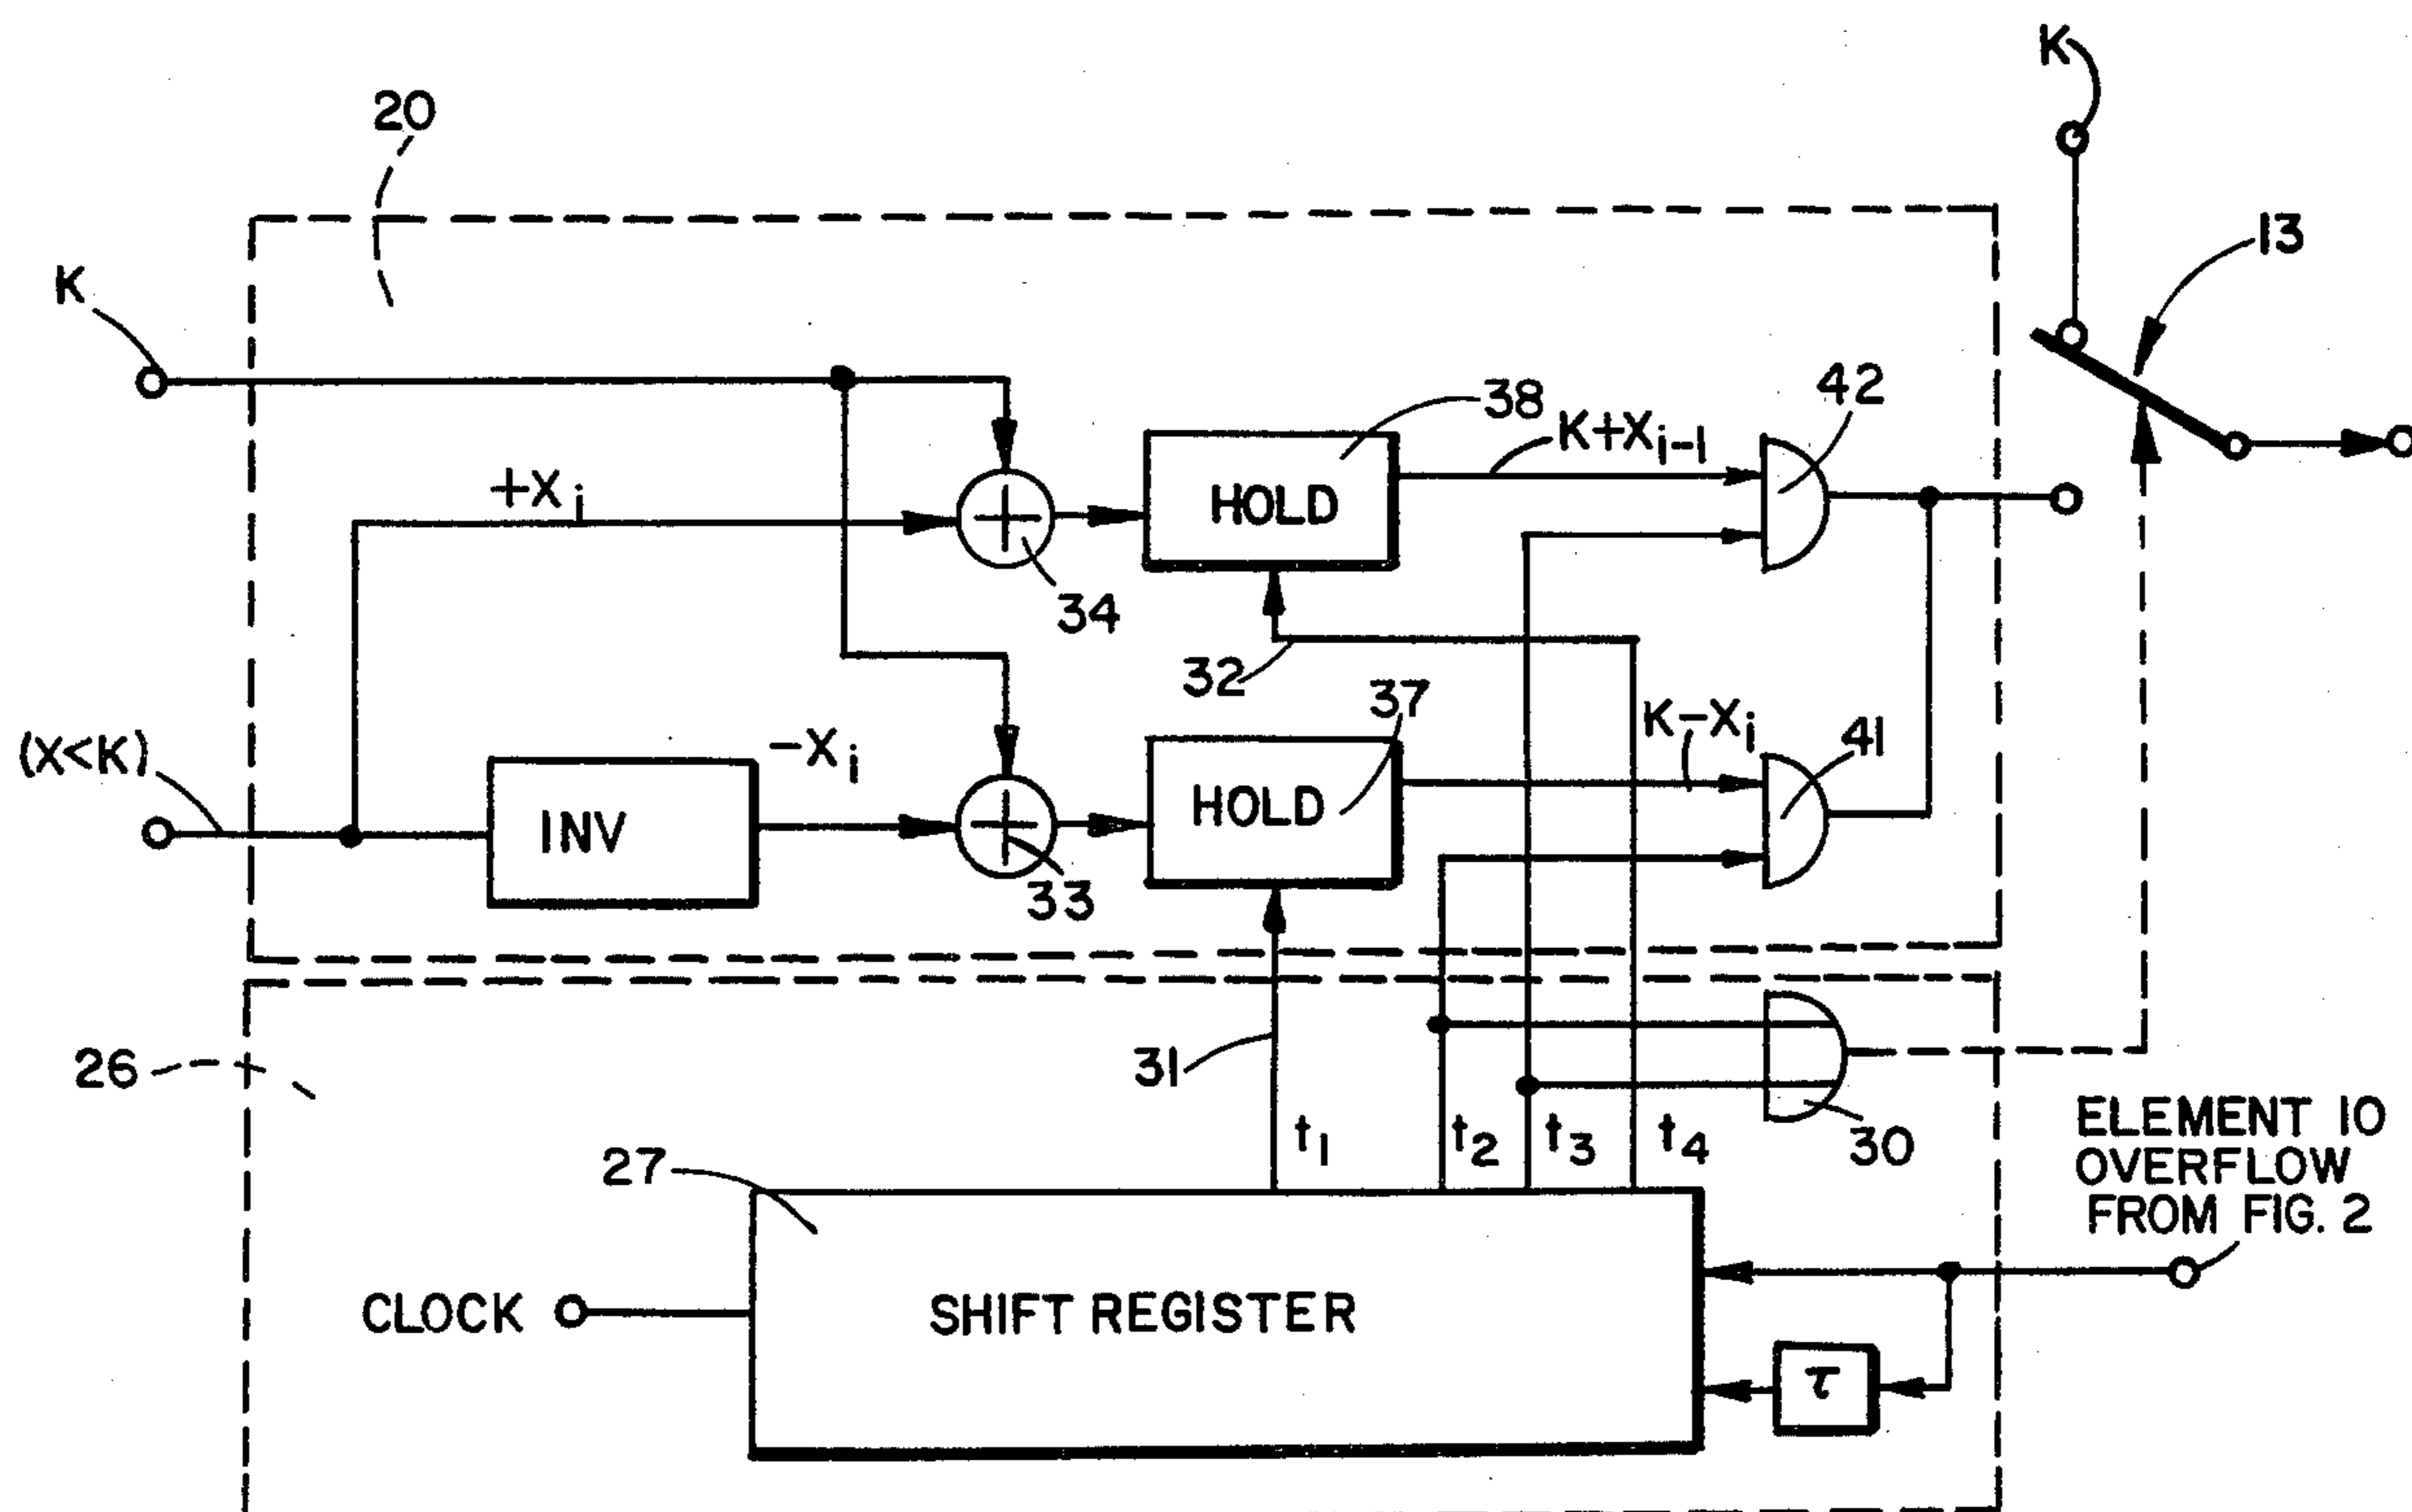 K
20
13
K
42
38
K+Xi-1
+Xi
HOLD
34
32
37
K-Xi
(X<K)
-Xi
41
INV
HOLD
33
26
31
t1
t2
t3
t4
30
ELEMENT 10
OVERFLOW
FROM FIG. 2
27
CLOCK
SHIFT REGISTER
τ